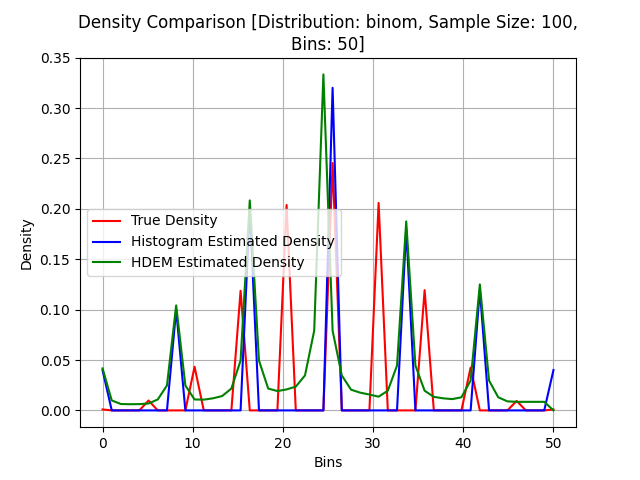 Density Comparison [Distribution: binom, Sample Size: 100,
Bins: 50]
0.35
0.30
0.25
0.20
0.15
0.10
0.05
0.00
Density
True Density
Histogram Estimated Density
HDEM Estimated Density
0 10 20 30 40 50
Bins